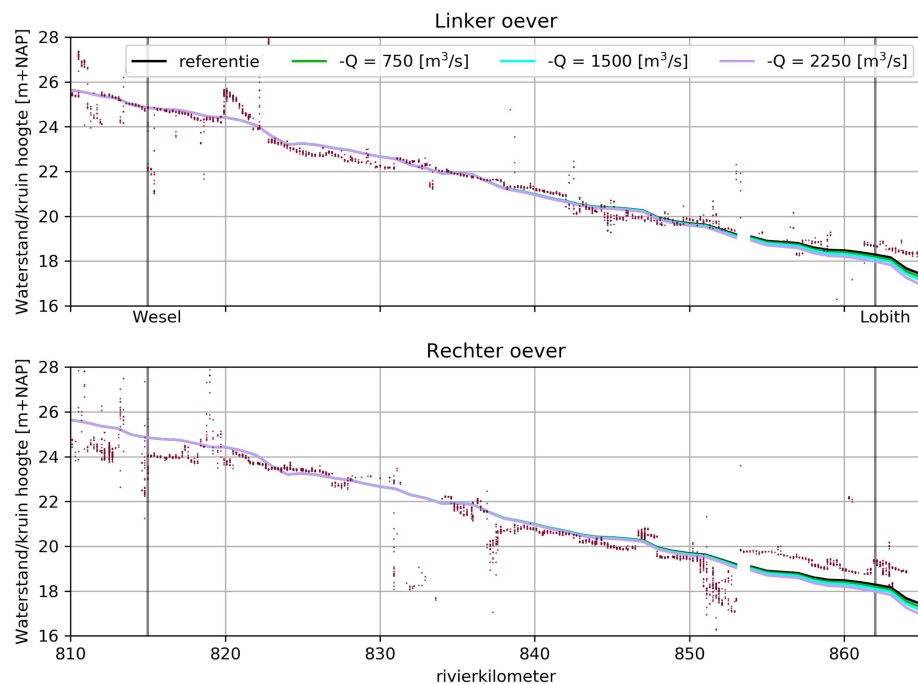 Linker oever
Waterstand/kruin hoogte [m+NAP]
28
26
24
22
20
18
16
referentie
-Q = 750 [m³/s]
-Q = 1500 [m³/s]
-Q = 2250 [m³/s]
Wesel
Lobith
Rechter oever
Waterstand/kruin hoogte [m+NAP]
28
26
24
22
20
18
16
810
820
830
840
850
860
rivierkilometer